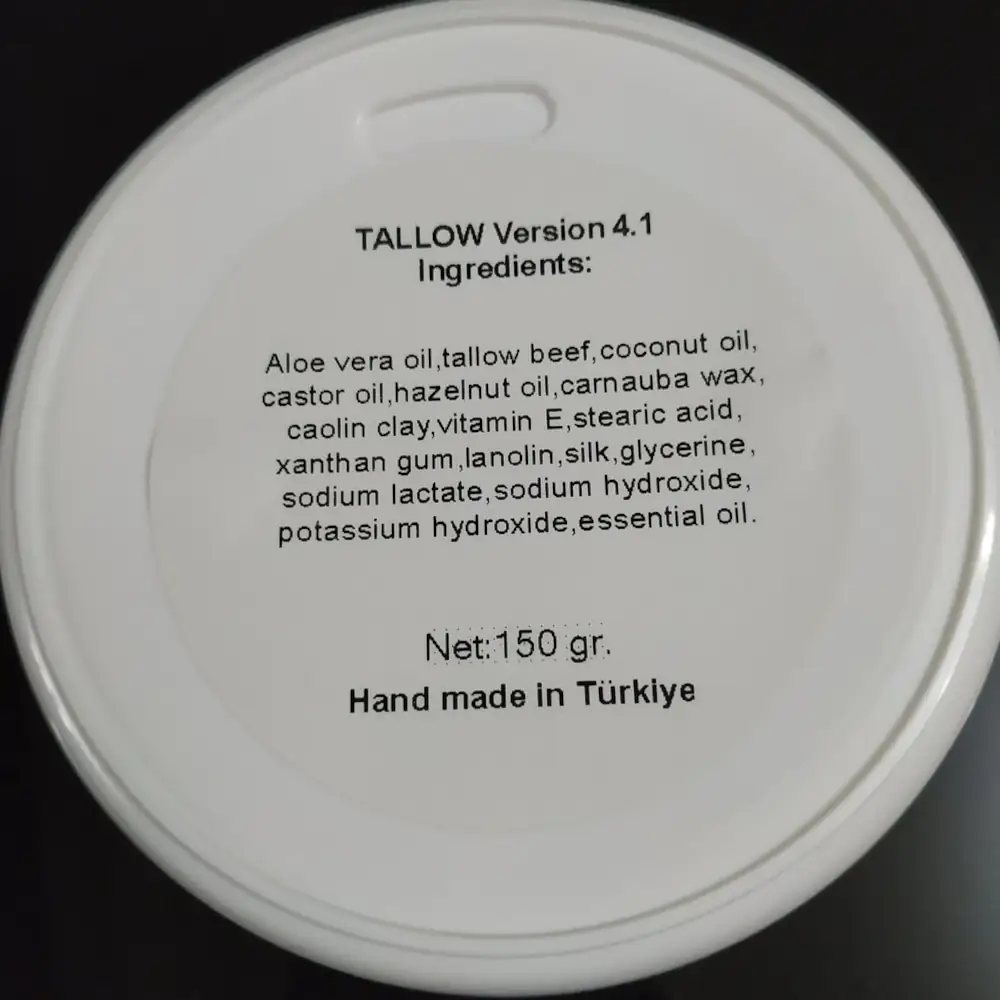 TALLOW Version 4.1
Ingredients:
Aloe vera oil,tallow beef,coconut oil,
castor oil,hazelnut oil,carnauba wax,
caolin clay,vitamin E,stearic acid,
xanthan gum,lanolin,silk,glycerine,
sodium lactate,sodium hydroxide,
potassium hydroxide,essential oil.
Net:150 gr.
Hand made in Türkiye